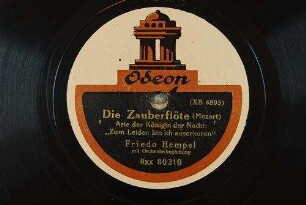 Odeon
(XB 6895)
Die Zauberflöte (Mozart)
Arie der Königin der Nacht:
„Zum Leiden bin ich auserkoren"
Frieda Hempel
mit Orchesterbegleitung
Rxx 80310